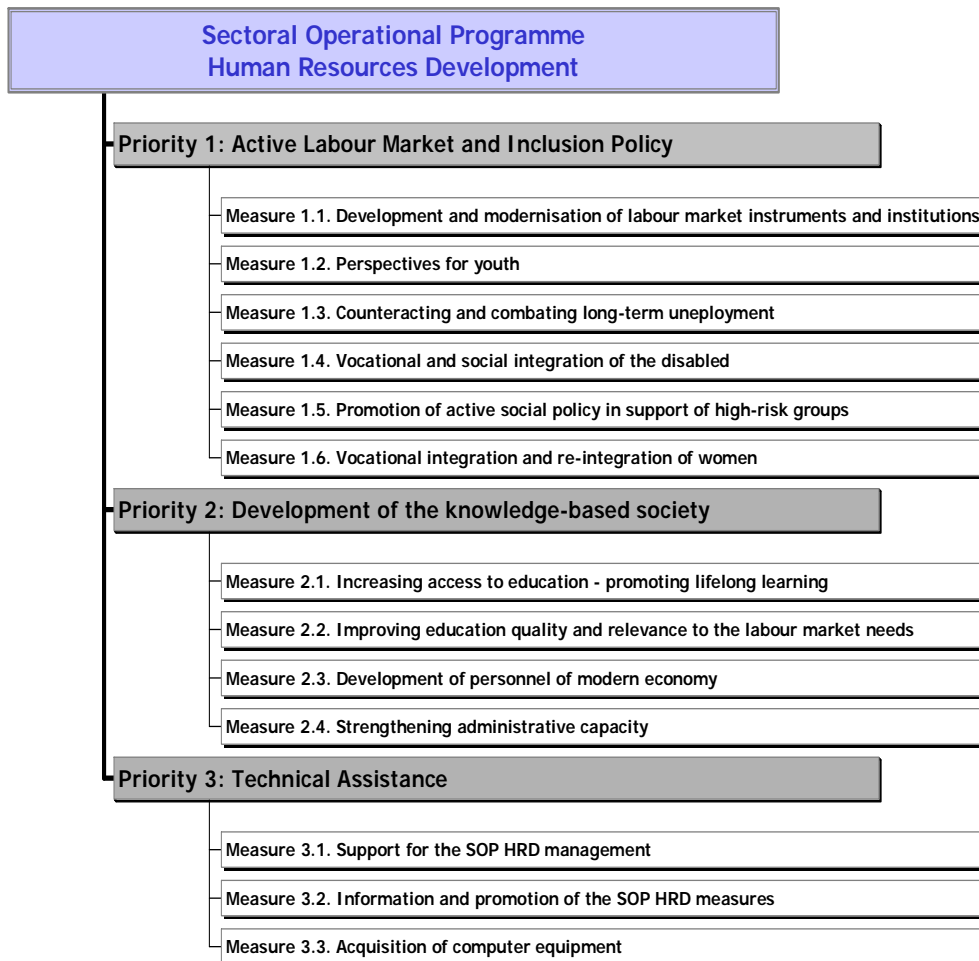 Sectoral Operational Programme
Human Resources Development
Priority 1: Active Labour Market and Inclusion Policy
Measure 1.1. Development and modernisation of labour market instruments and institutions
Measure 1.2. Perspectives for youth
Measure 1.3. Counteracting and combating long-term uneployment
Measure 1.4. Vocational and social integration of the disabled
Measure 1.5. Promotion of active social policy in support of high-risk groups
Measure 1.6. Vocational integration and re-integration of women
Priority 2: Development of the knowledge-based society
Measure 2.1. Increasing access to education - promoting lifelong learning
Measure 2.2. Improving education quality and relevance to the labour market needs
Measure 2.3. Development of personnel of modern economy
Measure 2.4. Strengthening administrative capacity
Priority 3: Technical Assistance
Measure 3.1. Support for the SOP HRD management
Measure 3.2. Information and promotion of the SOP HRD measures
Measure 3.3. Acquisition of computer equipment